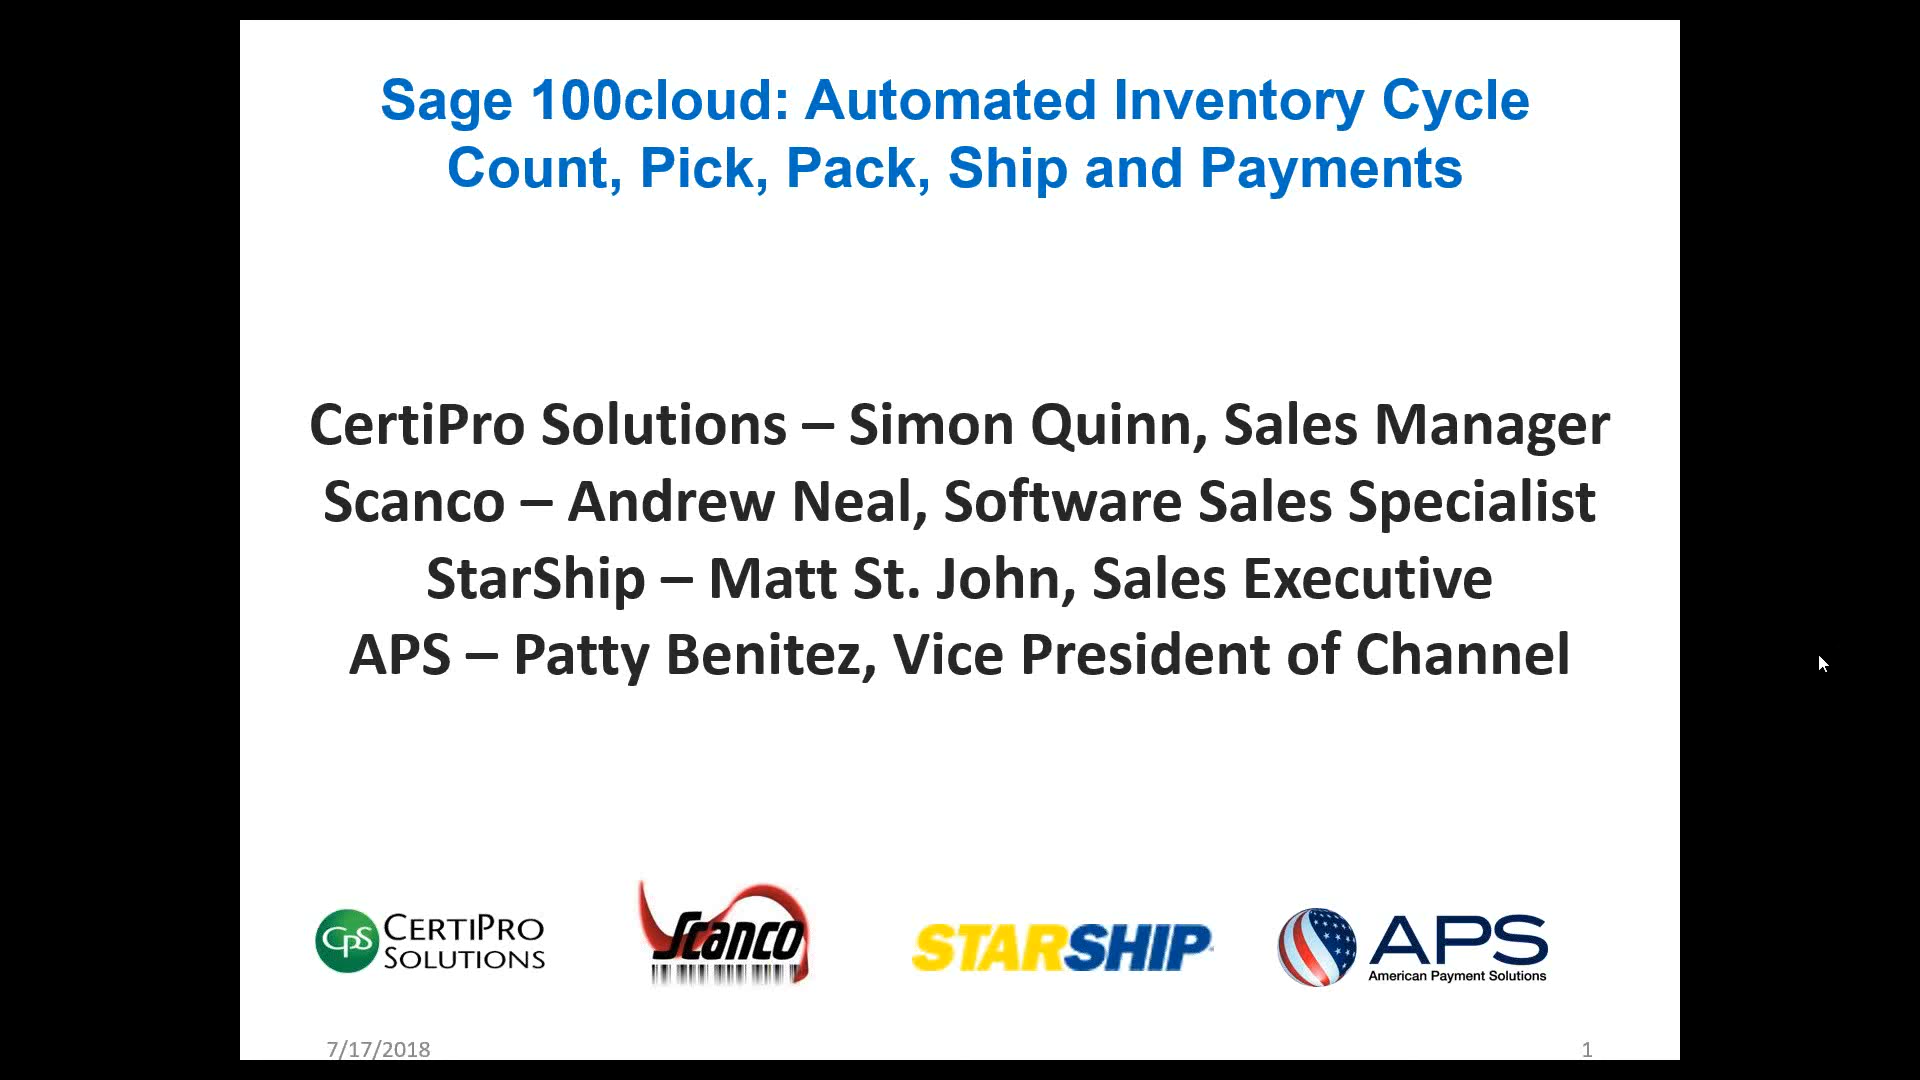 Sage 100cloud: Automated Inventory Cycle
Count, Pick, Pack, Ship and Payments
CertiPro Solutions – Simon Quinn, Sales Manager
Scanco – Andrew Neal, Software Sales Specialist
StarShip – Matt St. John, Sales Executive
APS – Patty Benitez, Vice President of Channel
CPS CERTIPRO
SOLUTIONS
Scanco
STARSHIP
APS
American Payment Solutions
7/17/2018
1